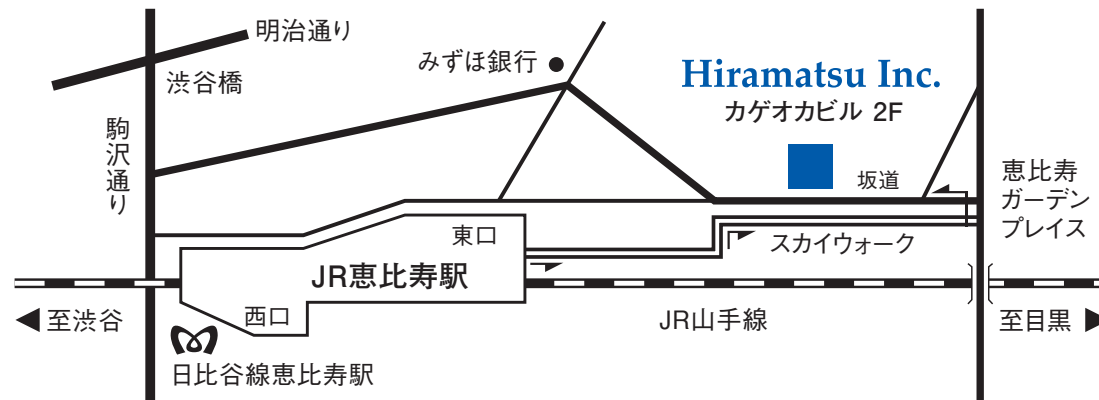 明治通り
渋谷橋
みずほ銀行
Hiramatsu Inc.
カゲオカビル 2F
駒沢通り
坂道
恵比寿
ガーデン
プレイス
東口
スカイウォーク
JR恵比寿駅
西口
至渋谷
JR山手線
至目黒
日比谷線恵比寿駅